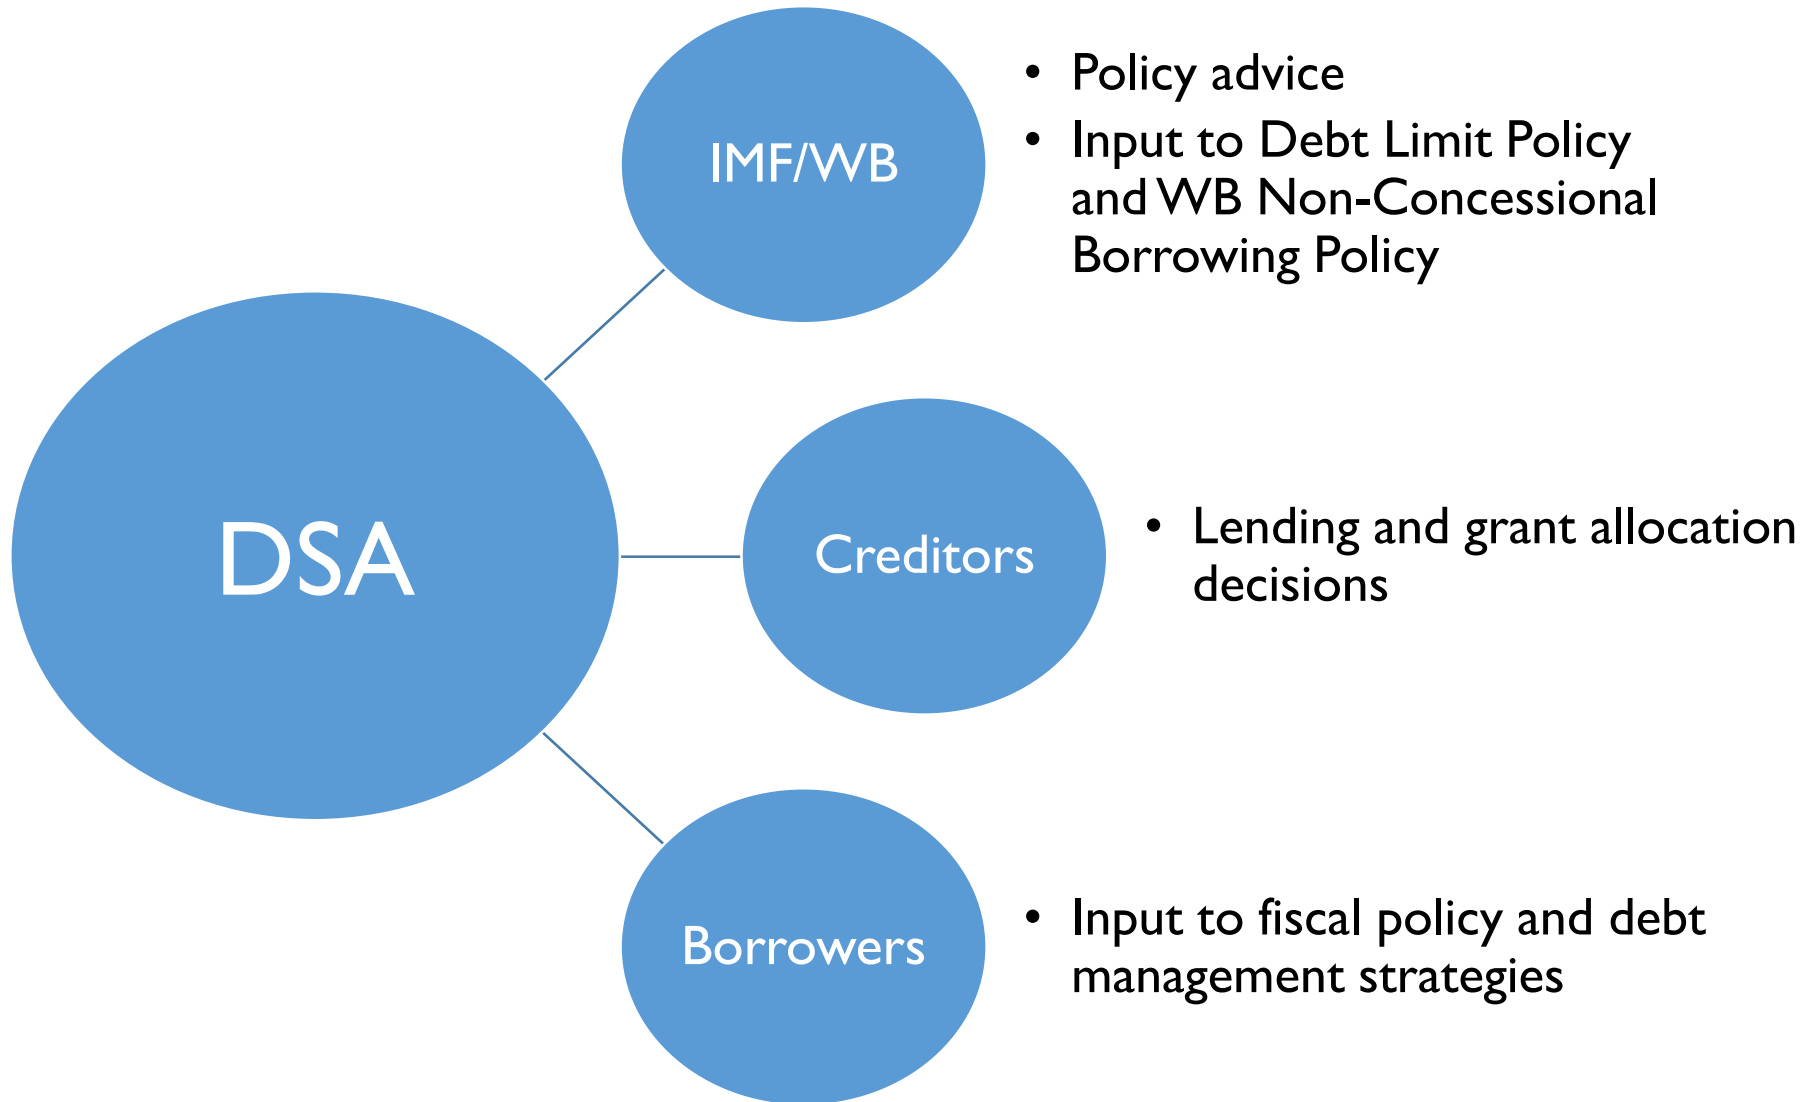 IMF/WB
• Policy advice
• Input to Debt Limit Policy
and WB Non-Concessional
Borrowing Policy
DSA
Creditors
• Lending and grant allocation
decisions
Borrowers
• Input to fiscal policy and debt
management strategies